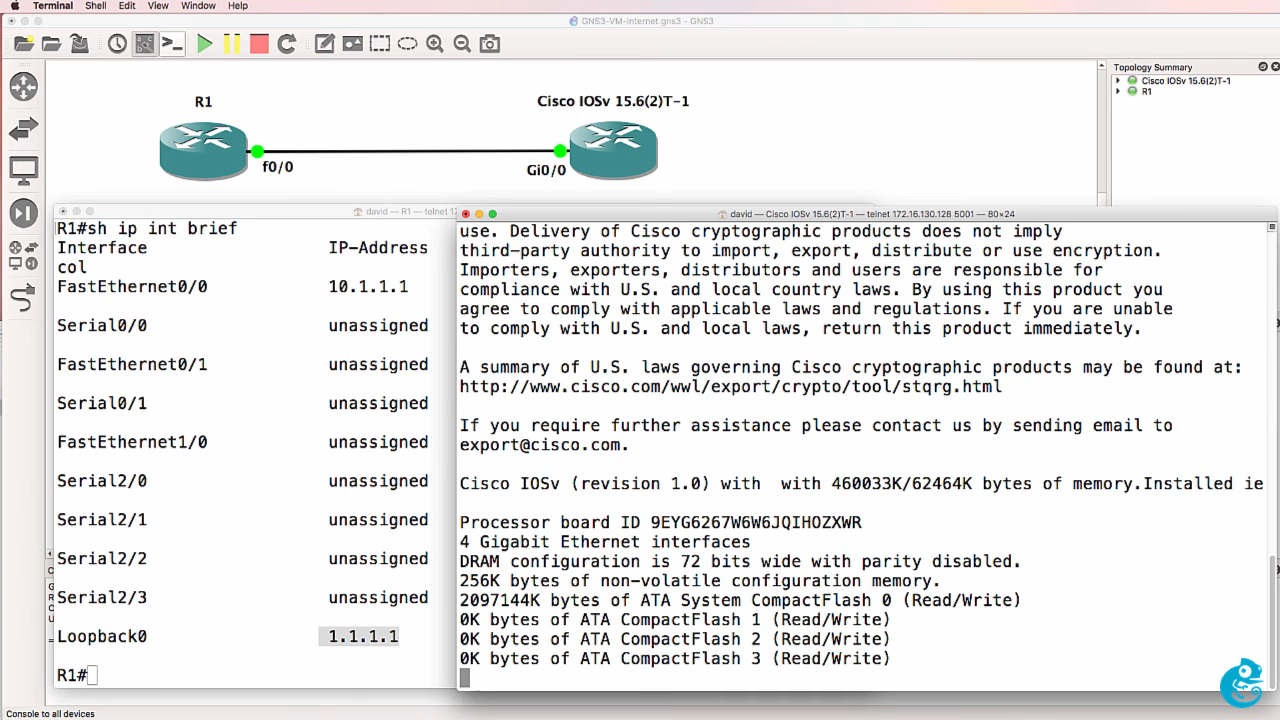 Terminal Shell Edit View Window Help
GNS3-VM-internet.gns3 - GNS3
Topology Summary
Cisco IOSv 15.6(2)T-1
R1
R1
Cisco IOSv 15.6(2)T-1
f0/0
Gi0/0
david — R1 — telnet 17
R1#sh ip int brief
Interface IP-Address
col
FastEthernet0/0 10.1.1.1
Serial0/0 unassigned
FastEthernet0/1 unassigned
Serial0/1 unassigned
FastEthernet1/0 unassigned
Serial2/0 unassigned
Serial2/1 unassigned
Serial2/2 unassigned
Serial2/3 unassigned
Loopback0 1.1.1.1
R1#
david — Cisco IOSv 15.6(2)T-1 — telnet 172.16.130.128 5001 — 80×24
use. Delivery of Cisco cryptographic products does not imply
third-party authority to import, export, distribute or use encryption.
Importers, exporters, distributors and users are responsible for
compliance with U.S. and local country laws. By using this product you
agree to comply with applicable laws and regulations. If you are unable
to comply with U.S. and local laws, return this product immediately.
A summary of U.S. laws governing Cisco cryptographic products may be found at:
http://www.cisco.com/wwl/export/crypto/tool/stqrg.html
If you require further assistance please contact us by sending email to
export@cisco.com.
Cisco IOSv (revision 1.0) with  with 460033K/62464K bytes of memory.Installed ie
Processor board ID 9EYG6267W6W6JQIHOZXWR
4 Gigabit Ethernet interfaces
DRAM configuration is 72 bits wide with parity disabled.
256K bytes of non-volatile configuration memory.
2097144K bytes of ATA System CompactFlash 0 (Read/Write)
0K bytes of ATA CompactFlash 1 (Read/Write)
0K bytes of ATA CompactFlash 2 (Read/Write)
0K bytes of ATA CompactFlash 3 (Read/Write)
Console to all devices